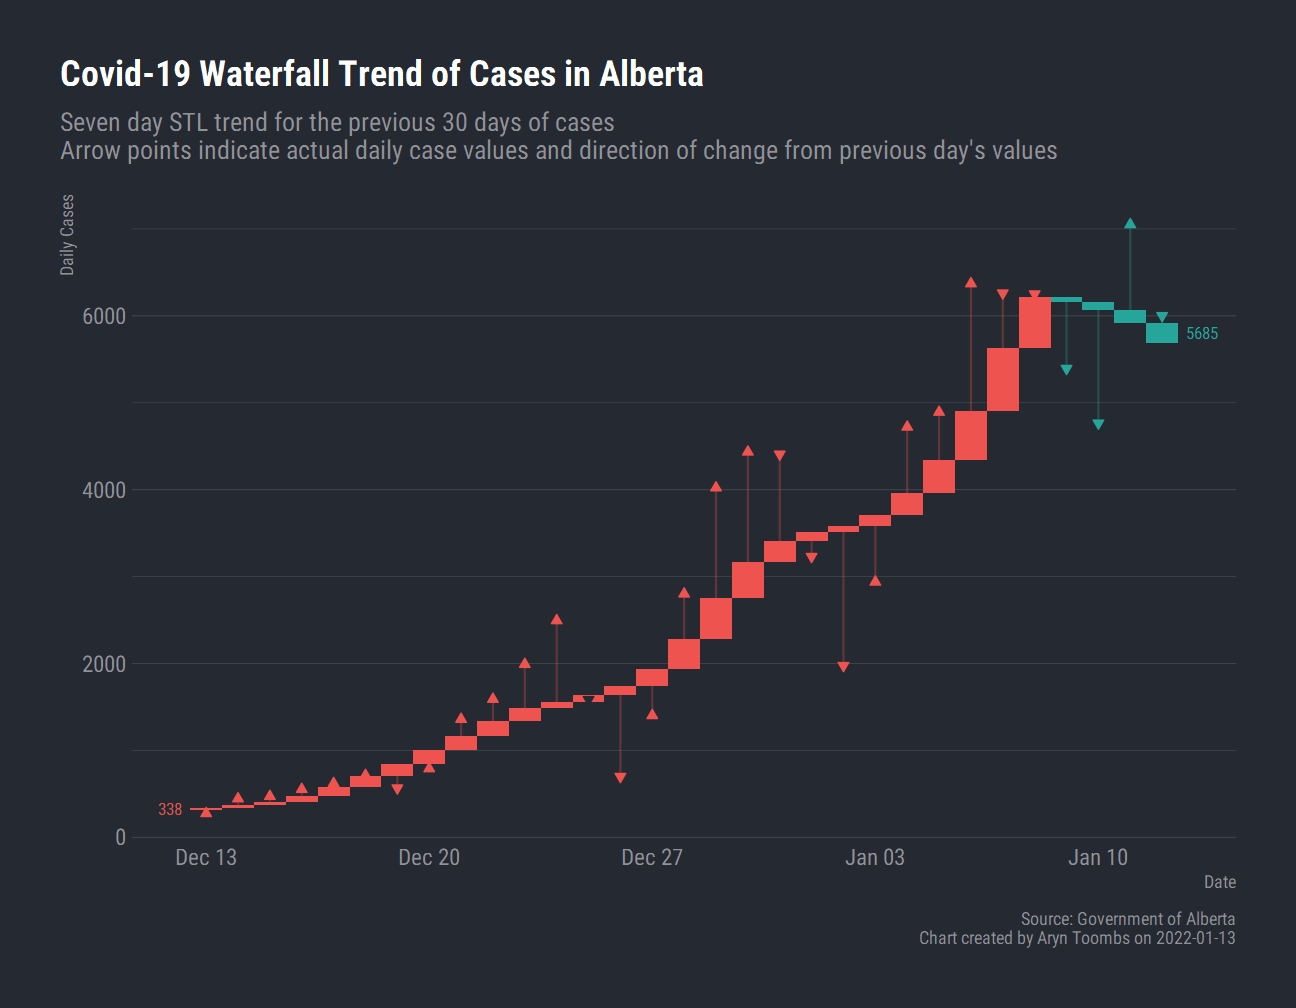 Covid-19 Waterfall Trend of Cases in Alberta
Seven day STL trend for the previous 30 days of cases
Arrow points indicate actual daily case values and direction of change from previous day's values
Daily Cases
6000
4000
2000
0
338
5685
Dec 13
Dec 20
Dec 27
Jan 03
Jan 10
Date
Source: Government of Alberta
Chart created by Aryn Toombs on 2022-01-13